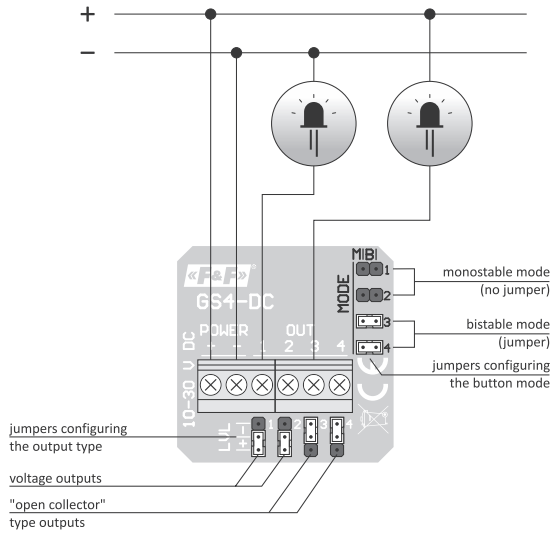 +
−
MIBI
MODE
1
2
3
4
monostable mode
(no jumper)
bistable mode
(jumper)
jumpers configuring
the button mode
«F&F»®
GS4-DC
POWER OUT
+ − 1 2 3 4
10-30 V DC
CE
LVL
+ −
1 2 3 4
jumpers configuring
the output type
voltage outputs
"open collector"
type outputs